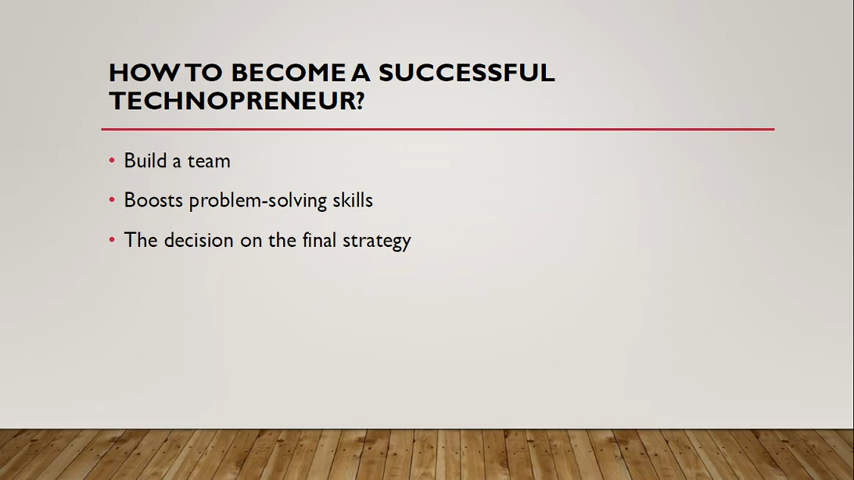 HOW TO BECOME A SUCCESSFUL
TECHNOPRENEUR?
• Build a team
• Boosts problem-solving skills
• The decision on the final strategy